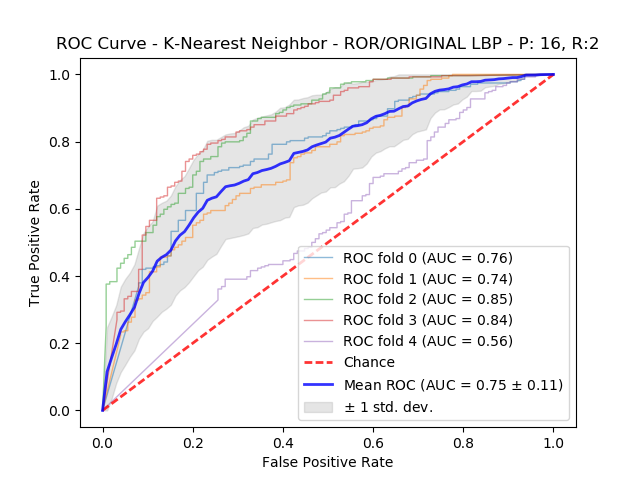 ROC Curve - K-Nearest Neighbor - ROR/ORIGINAL LBP - P: 16, R:2
True Positive Rate
1.0
0.8
0.6
0.4
0.2
0.0
ROC fold 0 (AUC = 0.76)
ROC fold 1 (AUC = 0.74)
ROC fold 2 (AUC = 0.85)
ROC fold 3 (AUC = 0.84)
ROC fold 4 (AUC = 0.56)
Chance
Mean ROC (AUC = 0.75 ± 0.11)
± 1 std. dev.
0.0 0.2 0.4 0.6 0.8 1.0
False Positive Rate